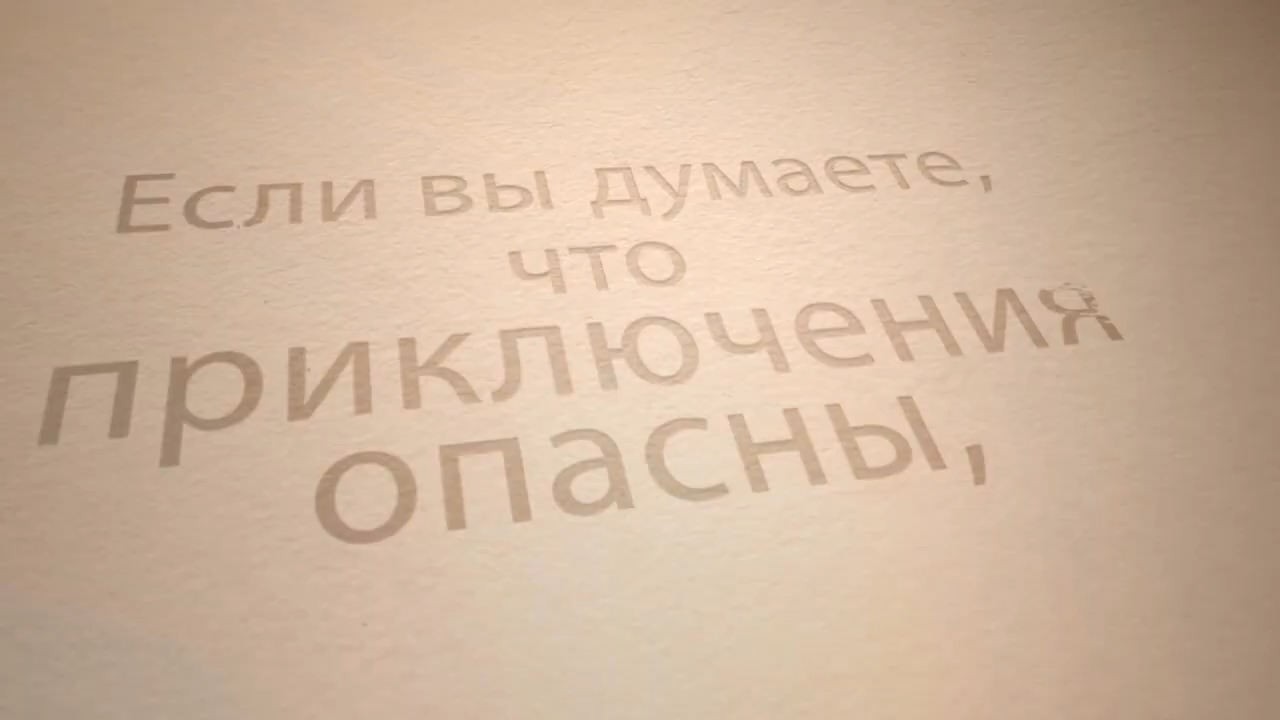 Если вы думаете,
что
приключения
опасны,